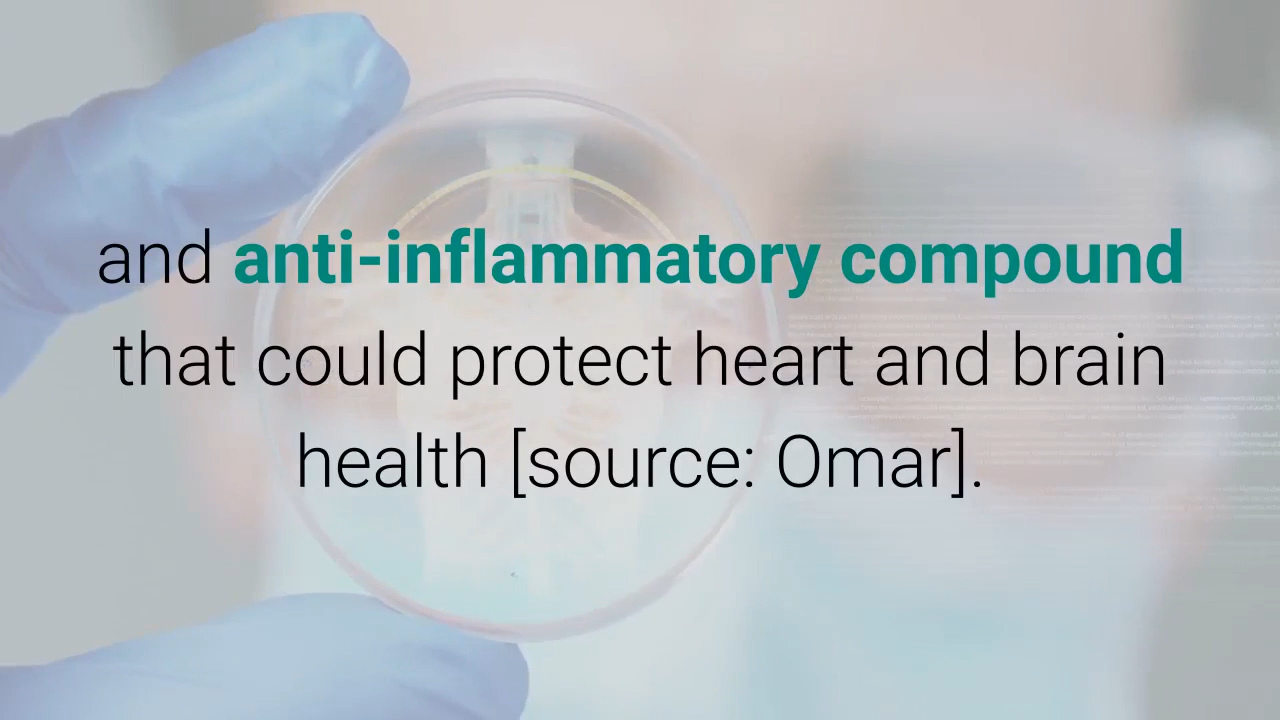 and anti-inflammatory compound
that could protect heart and brain
health [source: Omar].